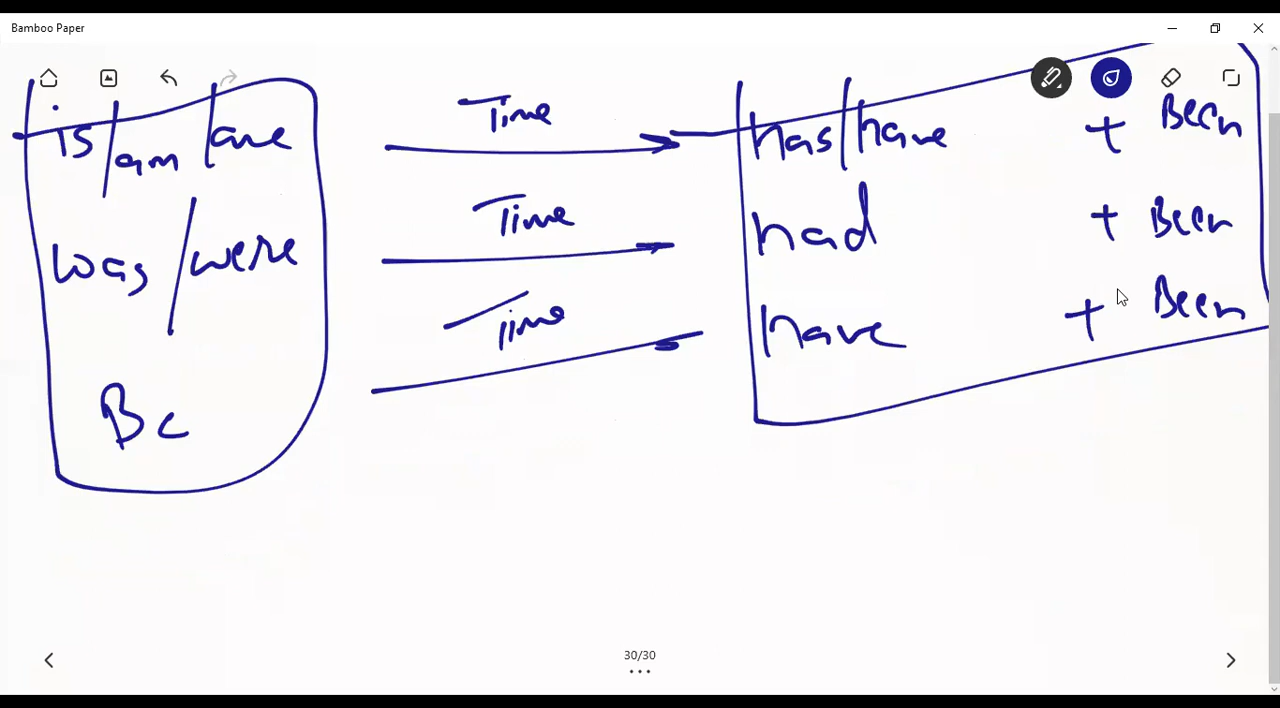 Bamboo Paper
is/am/are Time has/have + Been
was/were Time had + Been
Be Time have + Been
30/30